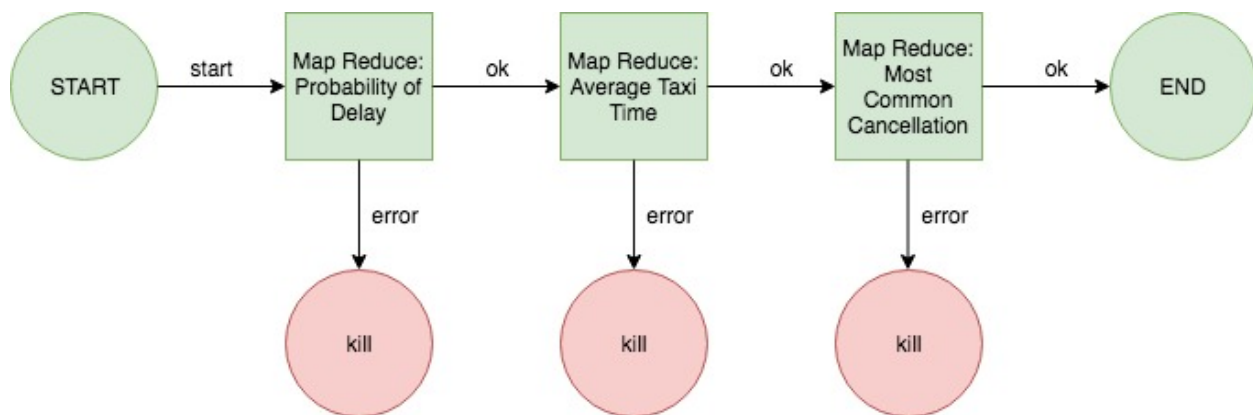 START
start
Map Reduce:
Probability of
Delay
ok
Map Reduce:
Average Taxi
Time
ok
Map Reduce:
Most
Common
Cancellation
ok
END
error
error
error
kill
kill
kill